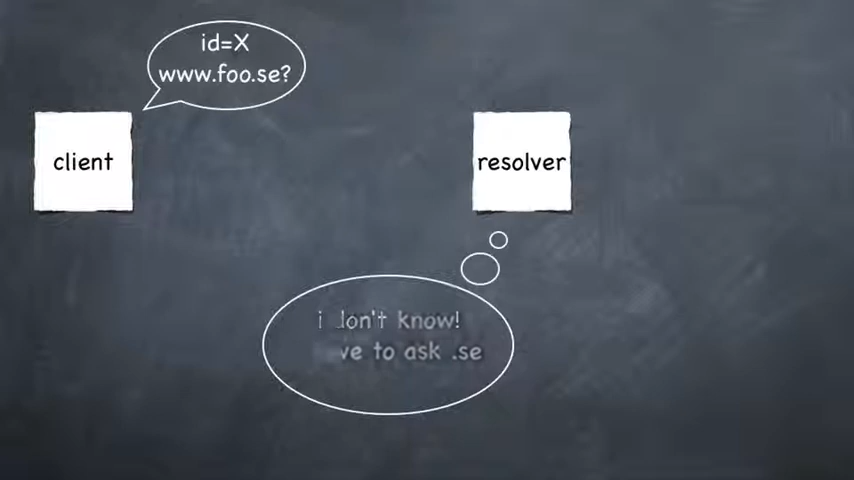 id=X
www.foo.se?
client
resolver
i don't know!
to ask .se